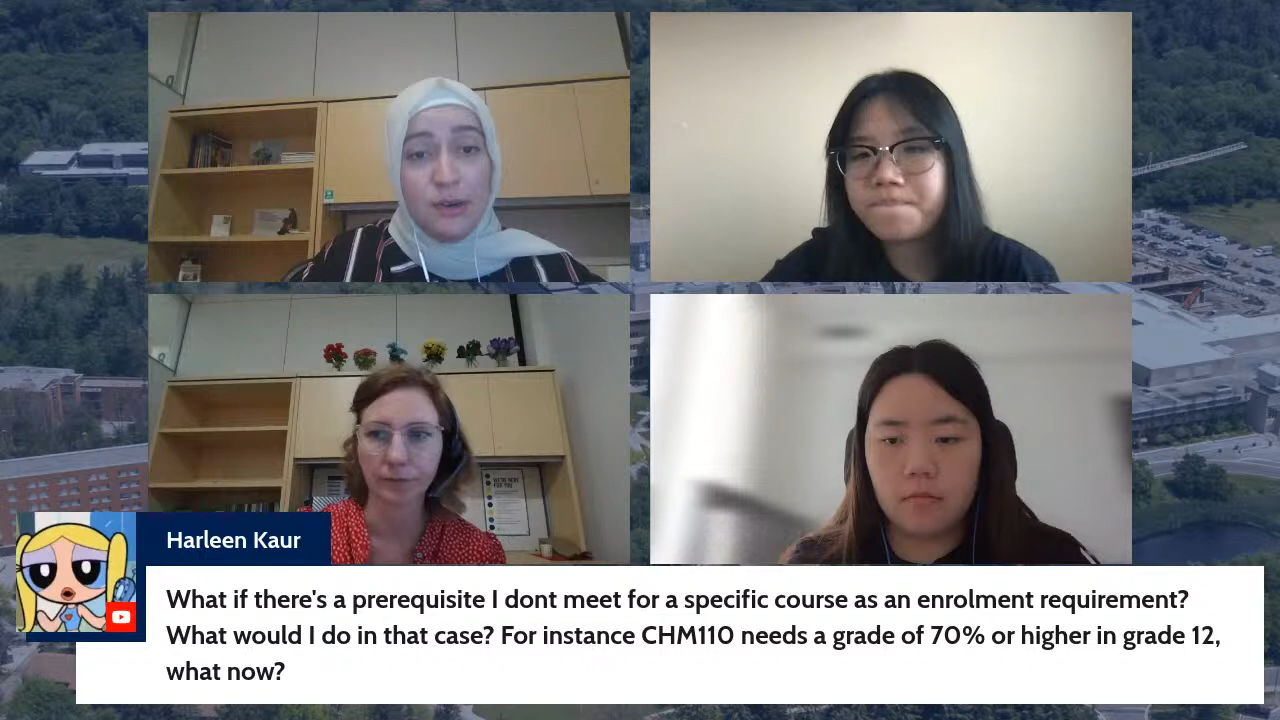 Harleen Kaur
What if there's a prerequisite I dont meet for a specific course as an enrolment requirement?
What would I do in that case? For instance CHM110 needs a grade of 70% or higher in grade 12,
what now?